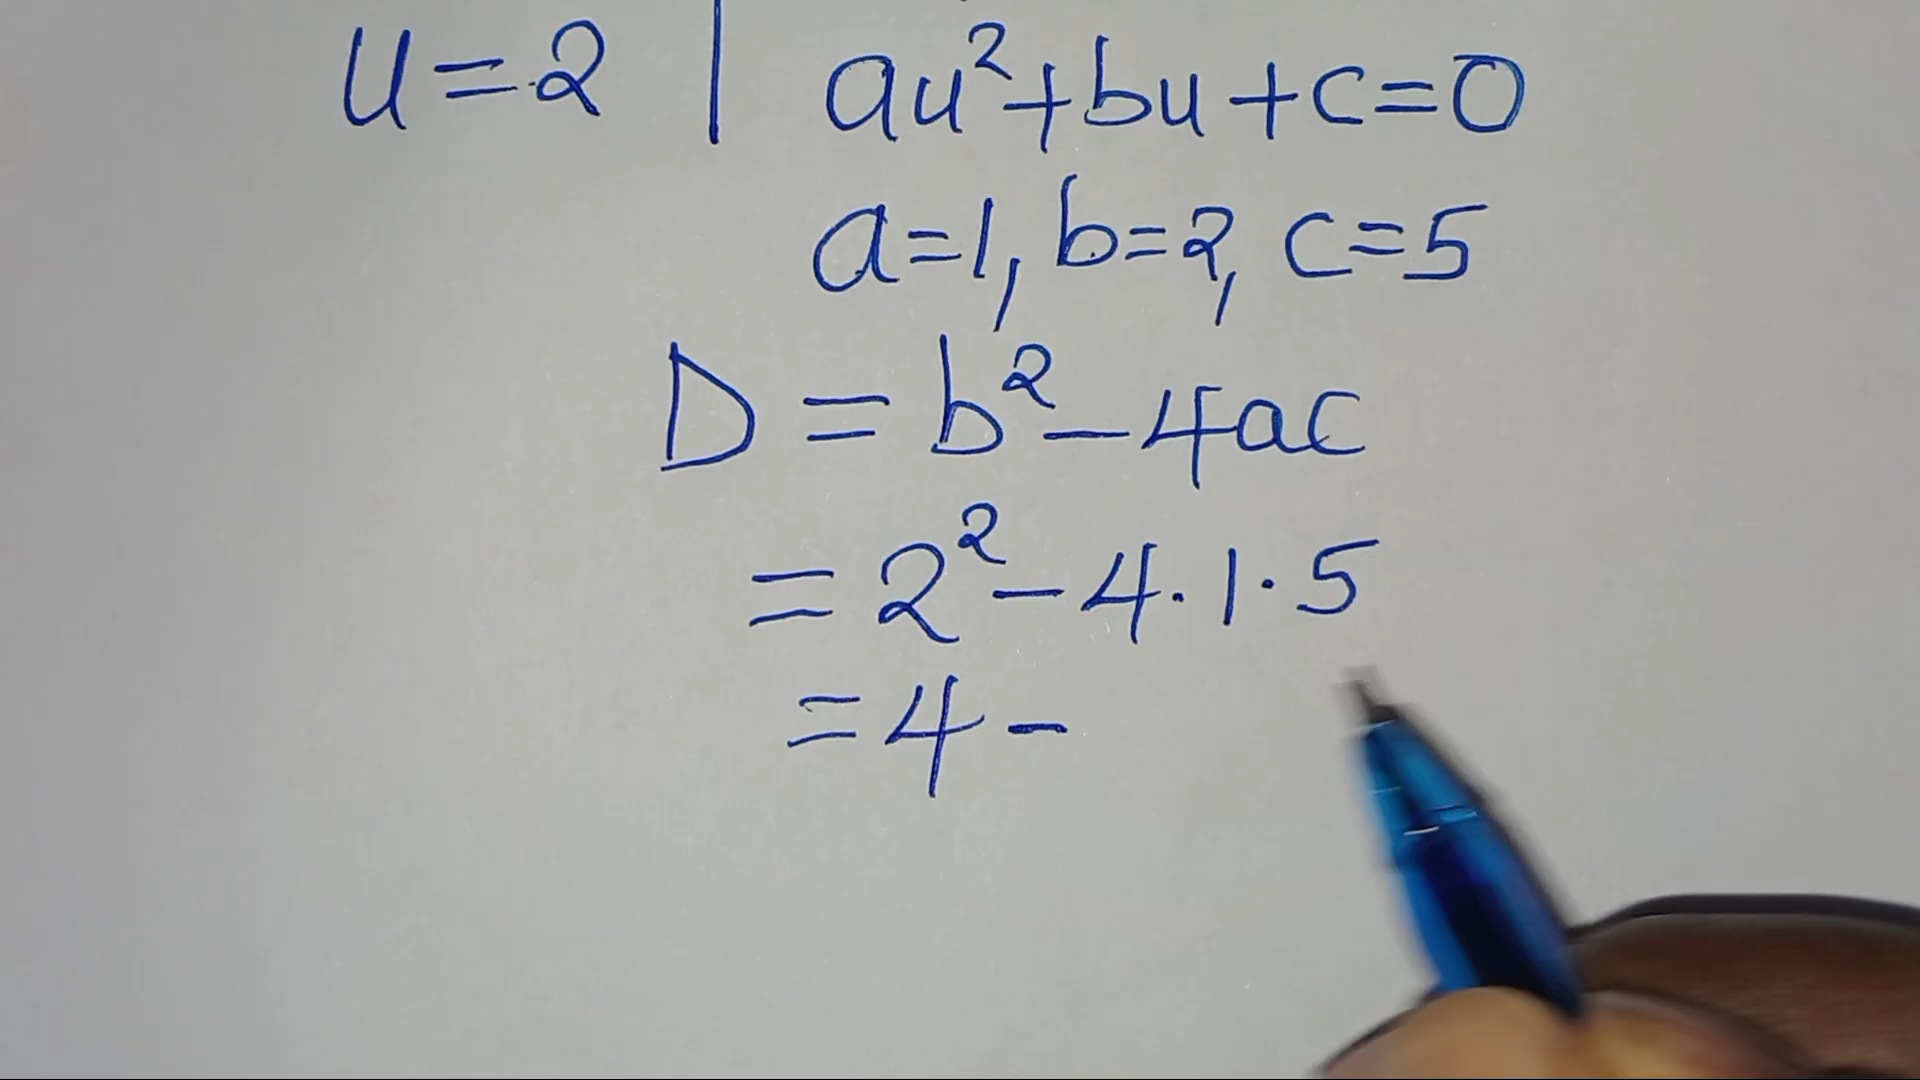 u=2 | au²+bu+c=0
a=1, b=2, c=5
D = b²-4ac
= 2²-4·1·5
=4-